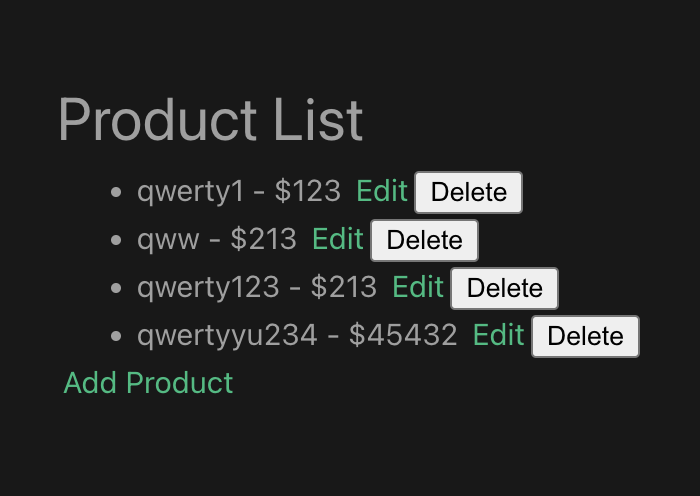 Product List
qwerty1 - $123 Edit Delete
qww - $213 Edit Delete
qwerty123 - $213 Edit Delete
qwertyyu234 - $45432 Edit Delete
Add Product